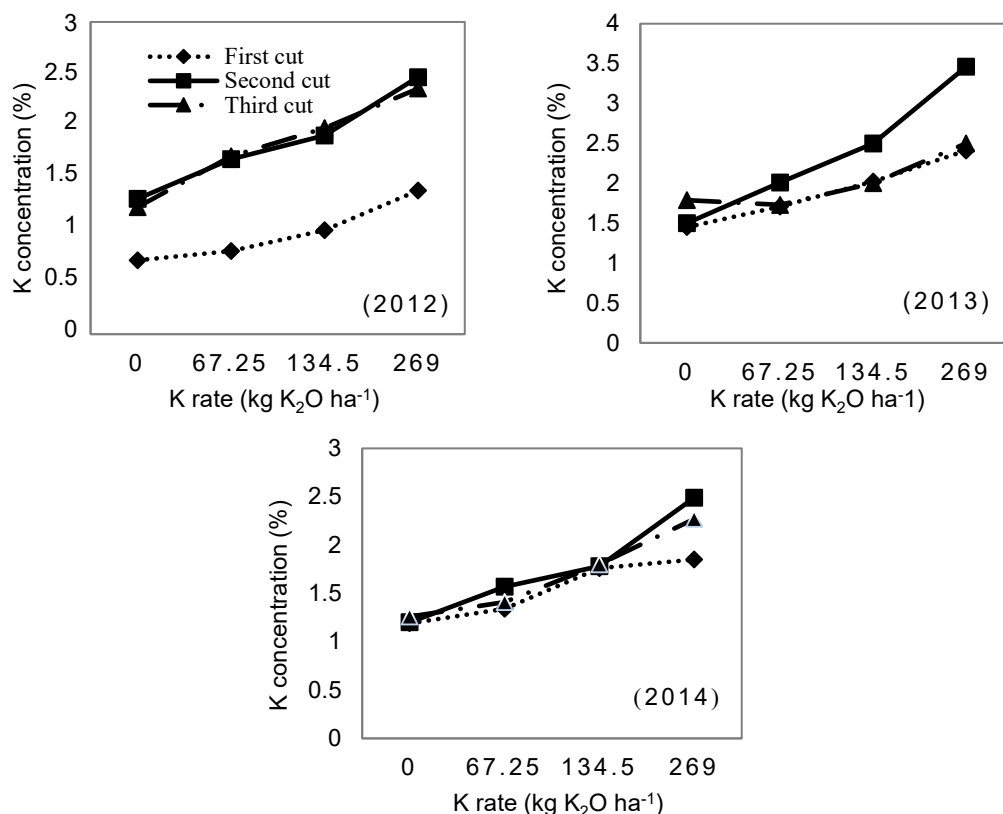 3
2.5
2
1.5
1
0.5
0
K concentration (%)
First cut
Second cut
Third cut
(2012)
0 67.25 134.5 269
K rate (kg K₂O ha⁻¹)
4
3.5
3
2.5
2
1.5
1
0.5
0
K concentration (%)
(2013)
0 67.25 134.5 269
K rate (kg K₂O ha⁻¹)
3
2.5
2
1.5
1
0.5
0
K concentration (%)
(2014)
0 67.25 134.5 269
K rate (kg K₂O ha⁻¹)